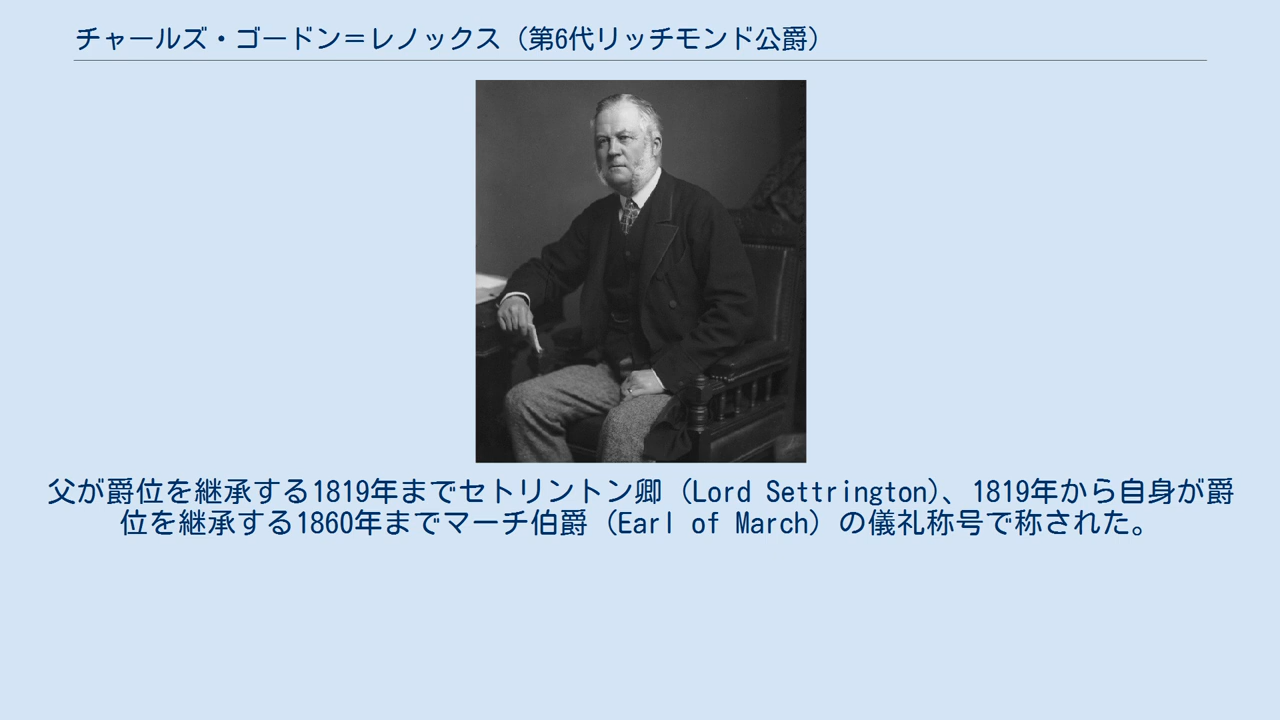 チャールズ・ゴードン＝レノックス（第6代リッチモンド公爵）
父が爵位を継承する1819年までセトリントン卿（Lord Settrington）、1819年から自身が爵
位を継承する1860年までマーチ伯爵（Earl of March）の儀礼称号で称された。